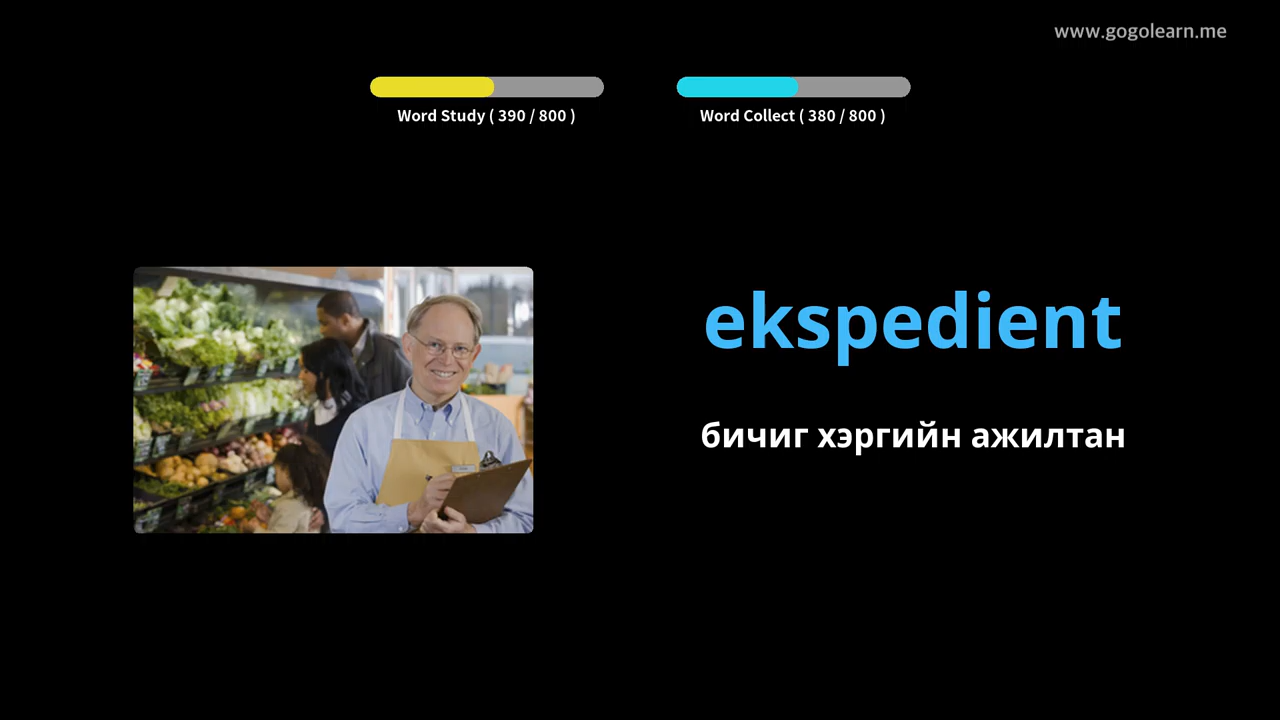 www.gogolearn.me
Word Study ( 390 / 800 )
Word Collect ( 380 / 800 )
ekspedient
бичиг хэргийн ажилтан